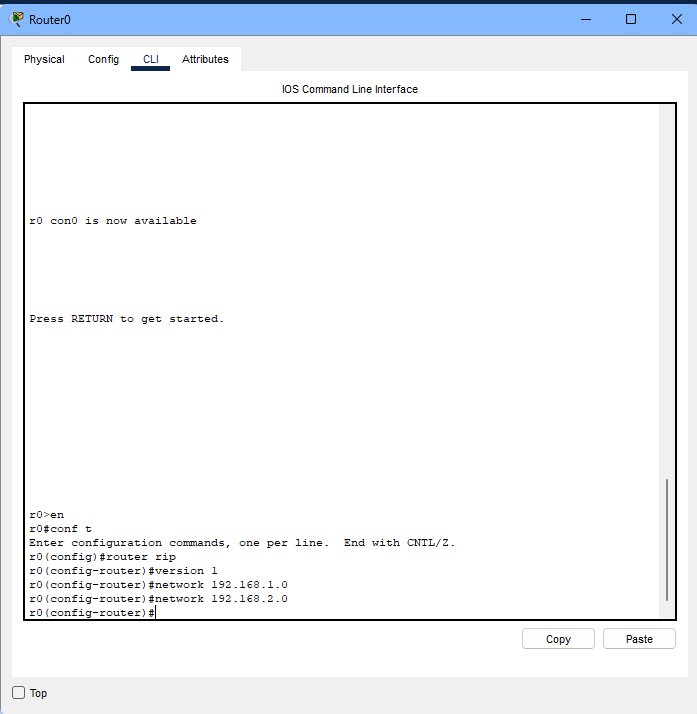 Router0
Physical Config CLI Attributes
IOS Command Line Interface
r0 con0 is now available
Press RETURN to get started.
r0>en
r0#conf t
Enter configuration commands, one per line.  End with CNTL/Z.
r0(config)#router rip
r0(config-router)#version 1
r0(config-router)#network 192.168.1.0
r0(config-router)#network 192.168.2.0
r0(config-router)#
Copy Paste
Top